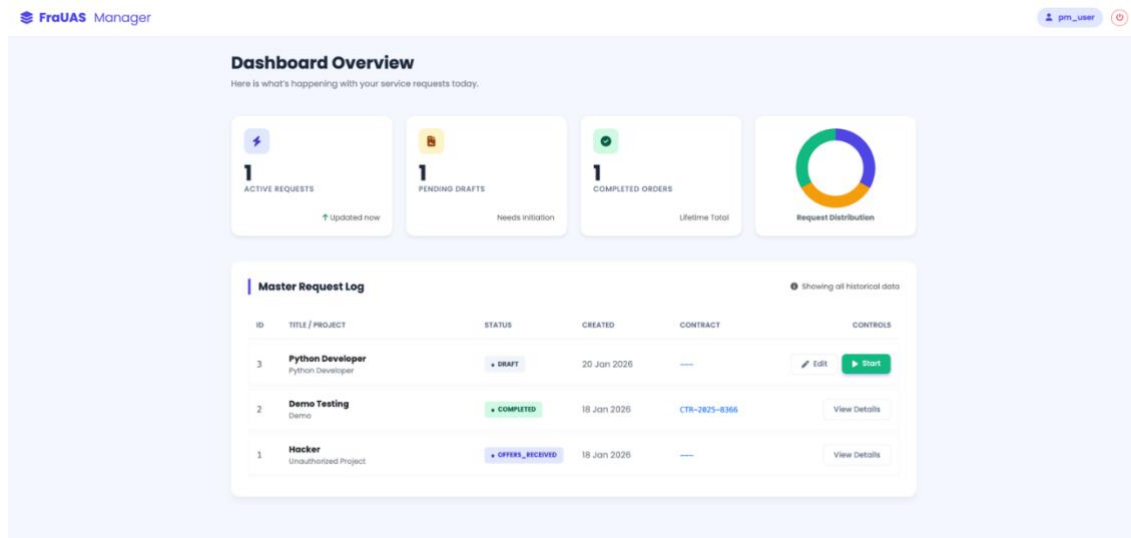 FraUAS Manager
pm_user
Dashboard Overview
Here is what's happening with your service requests today.
1
ACTIVE REQUESTS
↑ Updated now
1
PENDING DRAFTS
Needs Initiation
1
COMPLETED ORDERS
Lifetime Total
Request Distribution
Master Request Log
Showing all historical data
ID TITLE / PROJECT STATUS CREATED CONTRACT CONTROLS
3 Python Developer • DRAFT 20 Jan 2026 --- Edit Start
Python Developer
2 Demo Testing • COMPLETED 18 Jan 2026 CTR-2025-8366 View Details
Demo
1 Hacker • OFFERS_RECEIVED 18 Jan 2026 --- View Details
Unauthorized Project